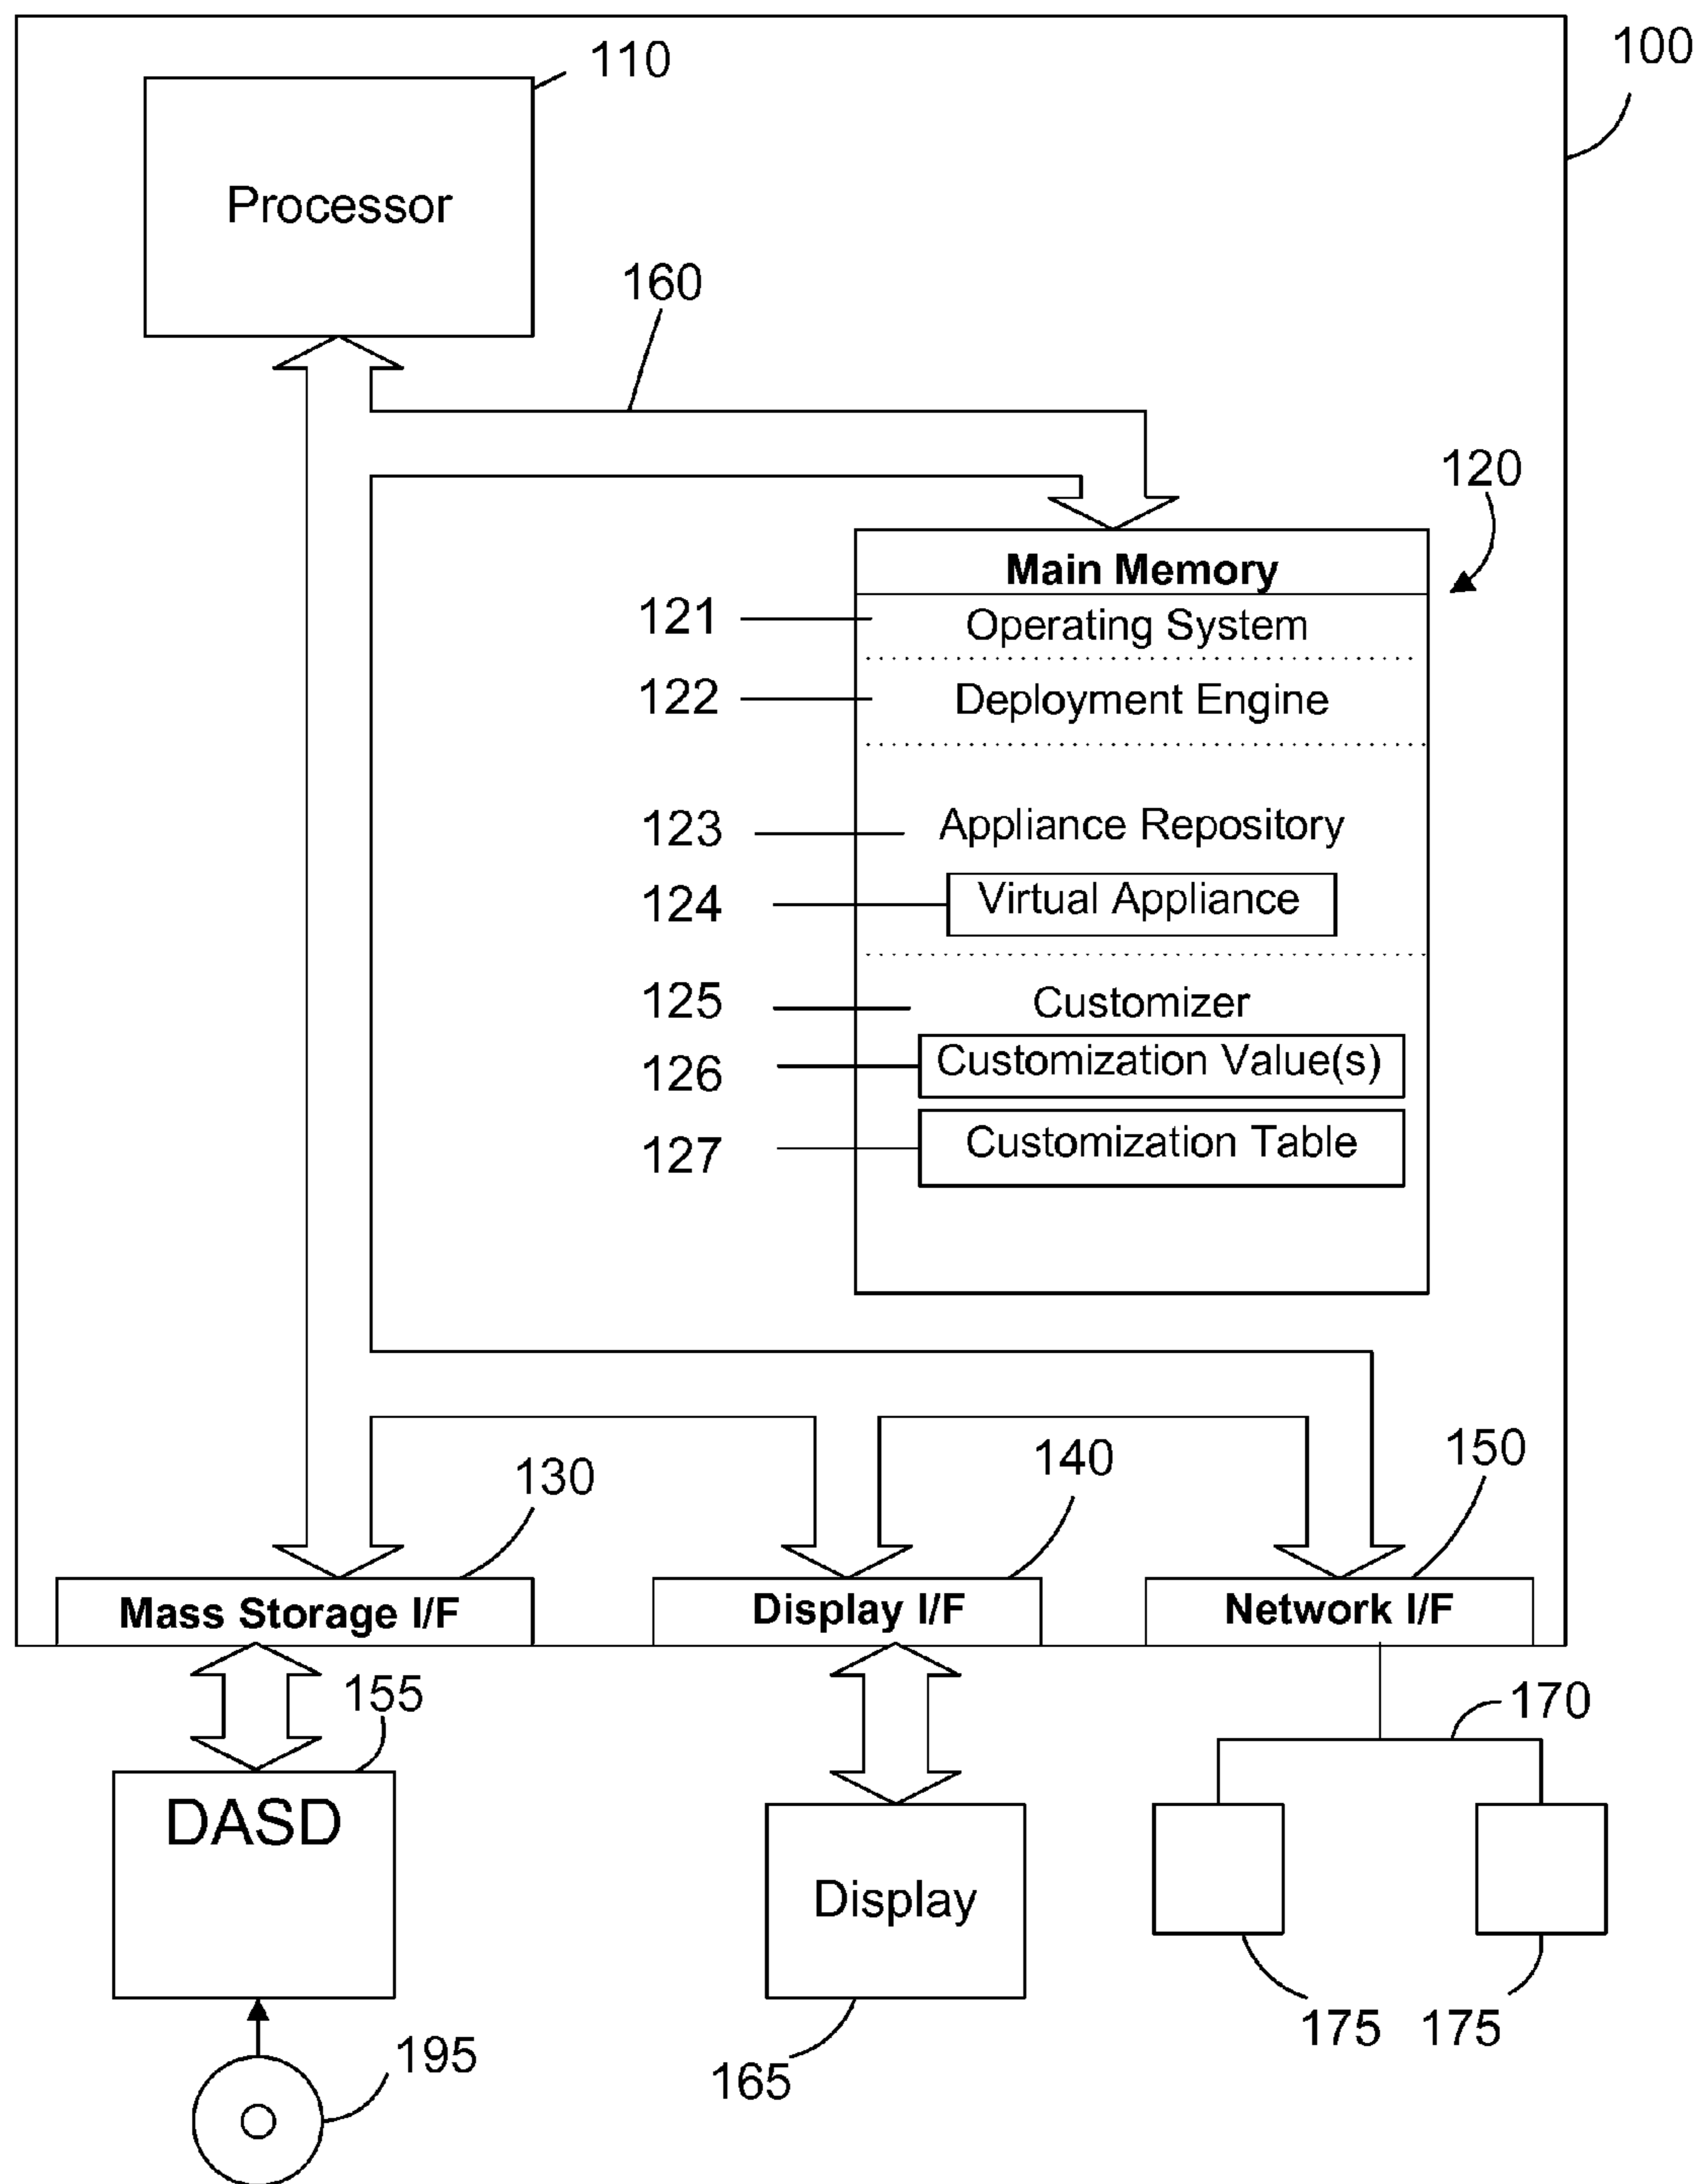 100
110
Processor
160
120
Main Memory
121 Operating System
122 Deployment Engine
123 Appliance Repository
124 Virtual Appliance
125 Customizer
126 Customization Value(s)
127 Customization Table
130
140
150
Mass Storage I/F
Display I/F
Network I/F
155
170
DASD
Display
175 175
195
165